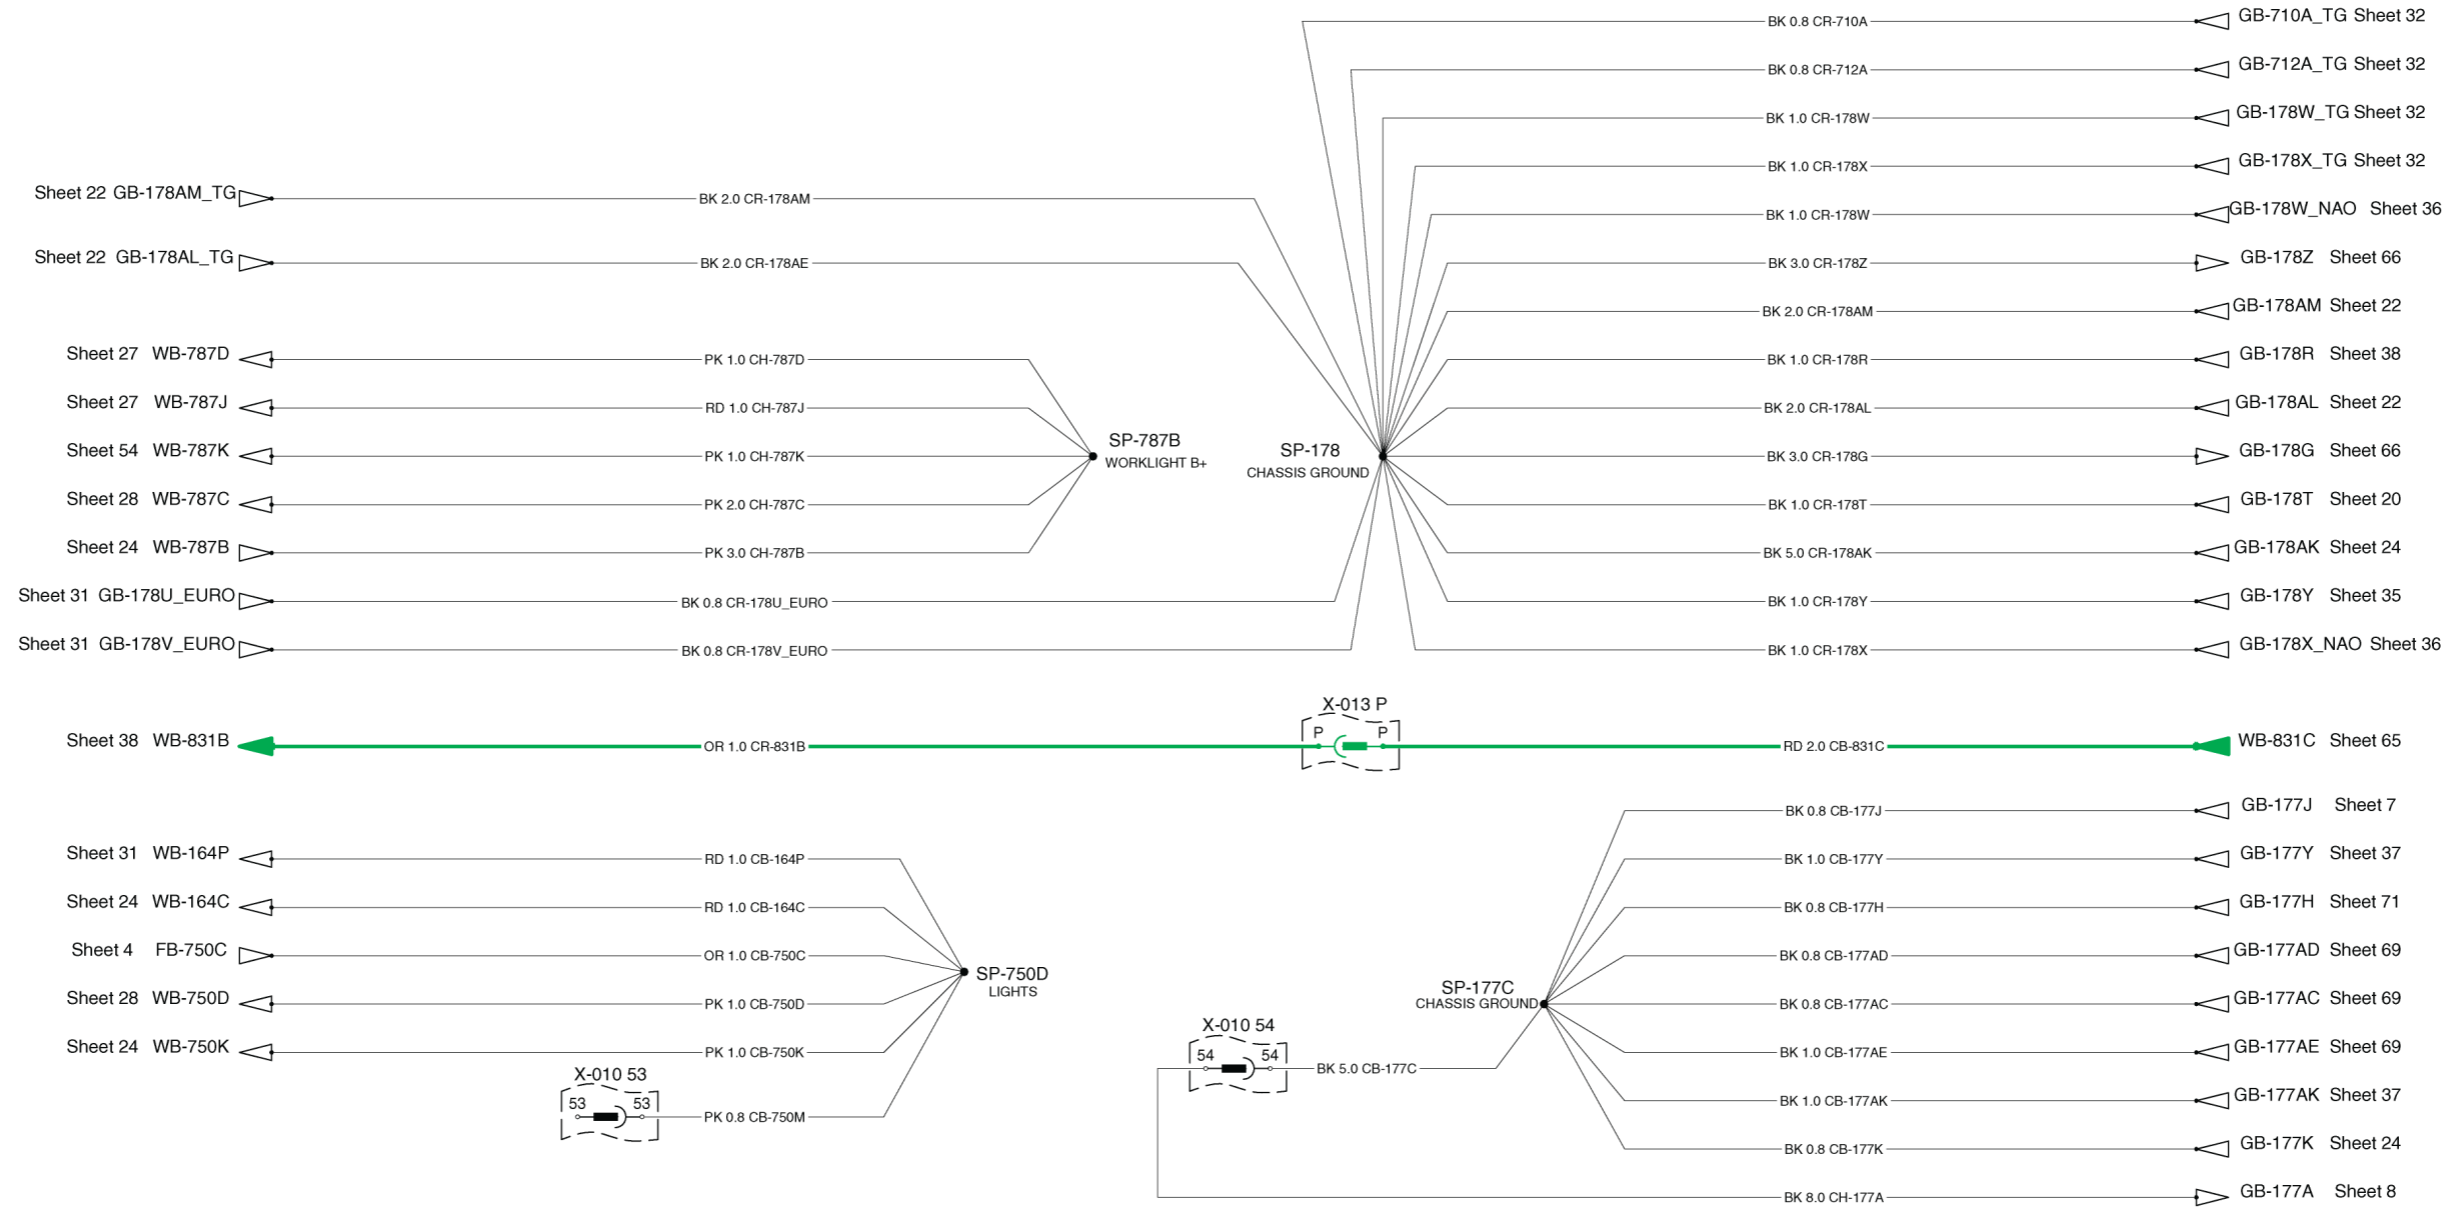 BK 0.8 CR-710A GB-710A_TG Sheet 32
BK 0.8 CR-712A GB-712A_TG Sheet 32
BK 1.0 CR-178W GB-178W_TG Sheet 32
BK 1.0 CR-178X GB-178X_TG Sheet 32
Sheet 22 GB-178AM_TG BK 2.0 CR-178AM
BK 1.0 CR-178W GB-178W_NAO Sheet 36
Sheet 22 GB-178AL_TG BK 2.0 CR-178AE BK 3.0 CR-178Z GB-178Z Sheet 66
BK 2.0 CR-178AM GB-178AM Sheet 22
Sheet 27 WB-787D PK 1.0 CH-787D BK 1.0 CR-178R GB-178R Sheet 38
Sheet 27 WB-787J RD 1.0 CH-787J BK 2.0 CR-178AL GB-178AL Sheet 22
SP-787B SP-178
Sheet 54 WB-787K PK 1.0 CH-787K BK 3.0 CR-178G GB-178G Sheet 66
WORKLIGHT B+ CHASSIS GROUND
Sheet 28 WB-787C PK 2.0 CH-787C BK 1.0 CR-178T GB-178T Sheet 20
Sheet 24 WB-787B PK 3.0 CH-787B BK 5.0 CR-178AK GB-178AK Sheet 24
Sheet 31 GB-178U_EURO BK 0.8 CR-178U_EURO BK 1.0 CR-178Y GB-178Y Sheet 35
Sheet 31 GB-178V_EURO BK 0.8 CR-178V_EURO BK 1.0 CR-178X GB-178X_NAO Sheet 36
X-013 P
P P
Sheet 38 WB-831B OR 1.0 CR-831B RD 2.0 CB-831C WB-831C Sheet 65
BK 0.8 CB-177J GB-177J Sheet 7
Sheet 31 WB-164P RD 1.0 CB-164P BK 1.0 CB-177Y GB-177Y Sheet 37
Sheet 24 WB-164C RD 1.0 CB-164C BK 0.8 CB-177H GB-177H Sheet 71
Sheet 4 FB-750C OR 1.0 CB-750C BK 0.8 CB-177AD GB-177AD Sheet 69
SP-750D
LIGHTS
SP-177C
CHASSIS GROUND
Sheet 28 WB-750D PK 1.0 CB-750D BK 0.8 CB-177AC GB-177AC Sheet 69
X-010 54
Sheet 24 WB-750K PK 1.0 CB-750K BK 1.0 CB-177AE GB-177AE Sheet 69
54 54 BK 5.0 CB-177C
X-010 53
53 53 PK 0.8 CB-750M
BK 1.0 CB-177AK GB-177AK Sheet 37
BK 0.8 CB-177K GB-177K Sheet 24
BK 8.0 CH-177A GB-177A Sheet 8